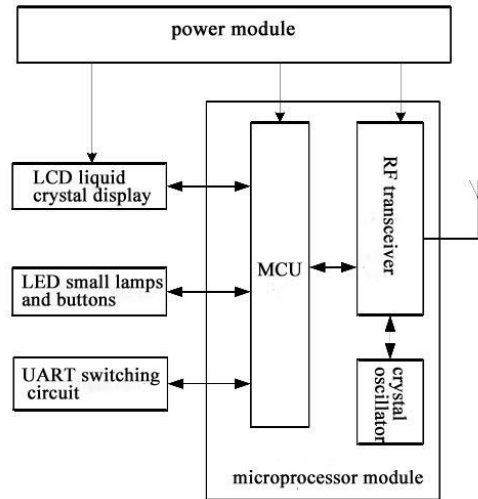 power module
LCD liquid
crystal display
RF transceiver
MCU
LED small lamps
and buttons
UART switching
circuit
crystal
oscillator
microprocessor module